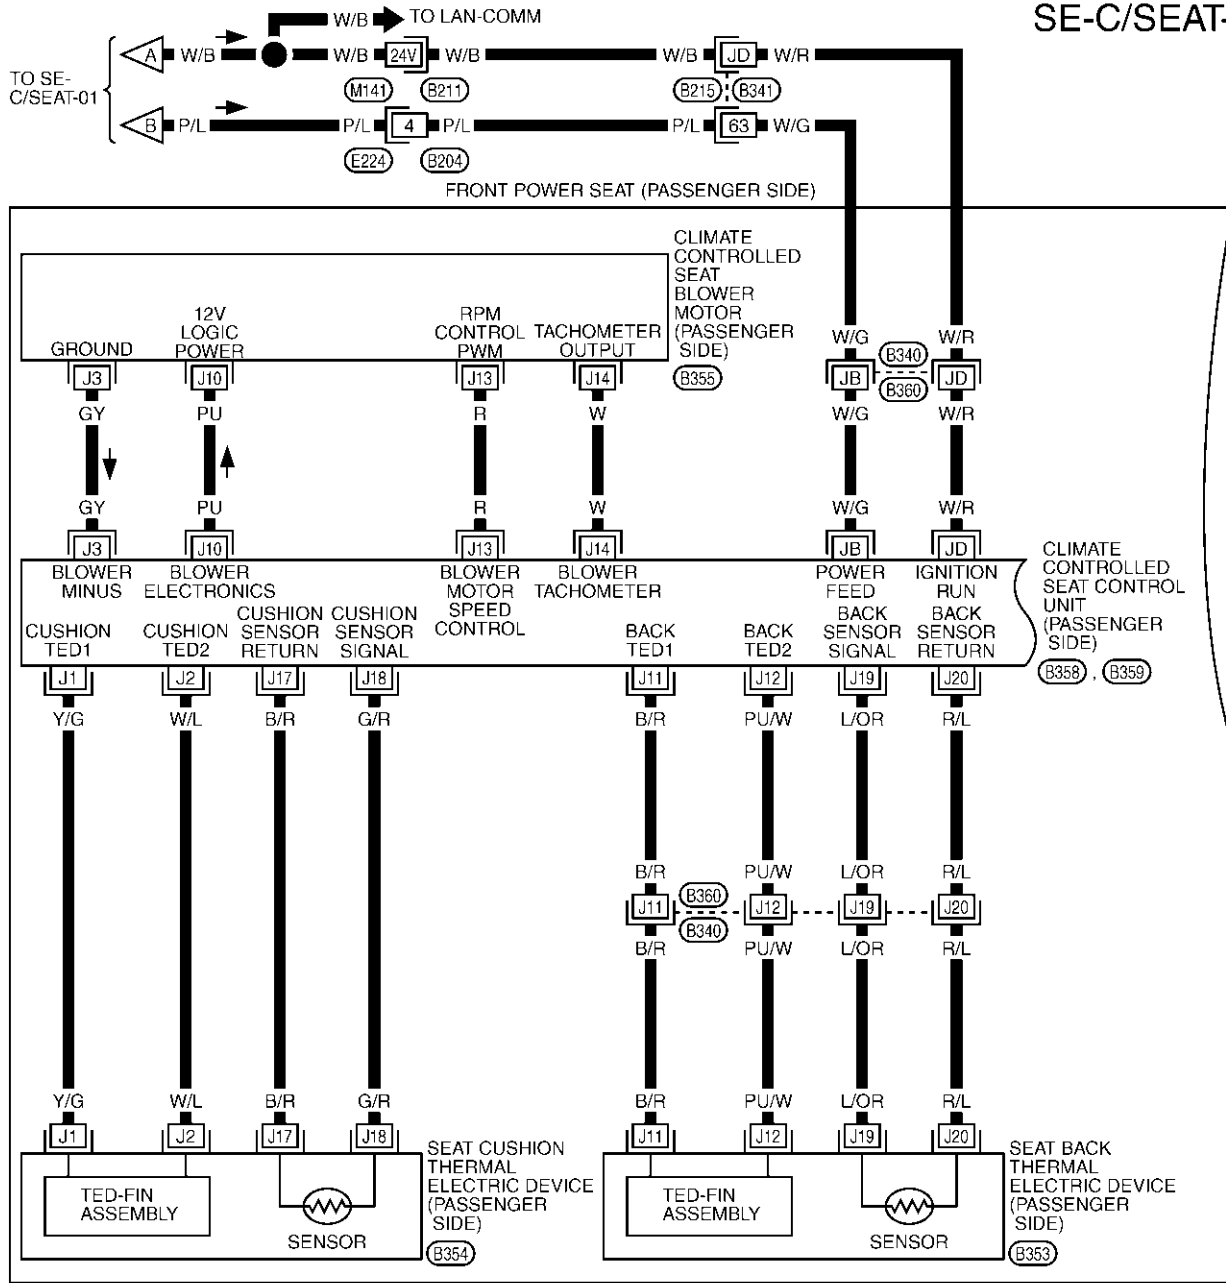 SE-C/SEAT-
W/B TO LAN-COMM
TO SE-
C/SEAT-01
A W/B W/B 24V W/B W/B JD W/R
M141 B211 B215 B341
B P/L P/L 4 P/L P/L 63 W/G
E224 B204
FRONT POWER SEAT (PASSENGER SIDE)
CLIMATE
CONTROLLED
SEAT
BLOWER
MOTOR
(PASSENGER
SIDE)
B355
GROUND
12V
LOGIC
POWER
RPM
CONTROL
PWM
TACHOMETER
OUTPUT
W/G W/R
B340
J3 J10 J13 J14 JB JD
B360
GY PU R W W/G W/R
GY PU R W W/G W/R
J3 J10 J13 J14 JB JD
BLOWER
MINUS
BLOWER
ELECTRONICS
BLOWER
MOTOR
SPEED
CONTROL
BLOWER
TACHOMETER
POWER
FEED
IGNITION
RUN
CLIMATE
CONTROLLED
SEAT CONTROL
UNIT
(PASSENGER
SIDE)
B358 , B359
CUSHION
TED1
CUSHION
TED2
CUSHION
SENSOR
RETURN
CUSHION
SENSOR
SIGNAL
BACK
TED1
BACK
TED2
BACK
SENSOR
SIGNAL
BACK
SENSOR
RETURN
J1 J2 J17 J18 J11 J12 J19 J20
Y/G W/L B/R G/R B/R PU/W L/OR R/L
B/R PU/W L/OR R/L
B360
J11 J12 J19 J20
B340
B/R PU/W L/OR R/L
Y/G W/L B/R G/R B/R PU/W L/OR R/L
J1 J2 J17 J18 J11 J12 J19 J20
TED-FIN
ASSEMBLY
SENSOR
SEAT CUSHION
THERMAL
ELECTRIC DEVICE
(PASSENGER
SIDE)
B354
TED-FIN
ASSEMBLY
SENSOR
SEAT BACK
THERMAL
ELECTRIC DEVICE
(PASSENGER
SIDE)
B353